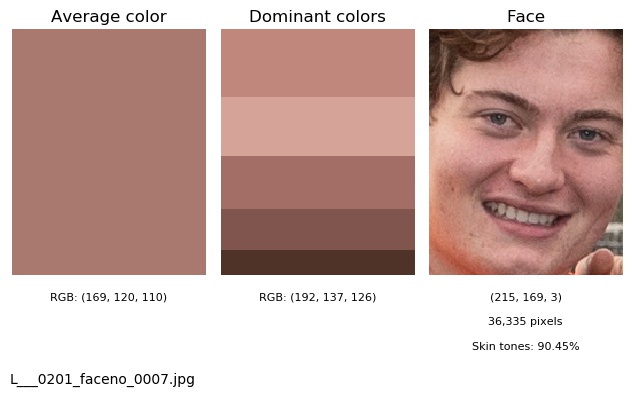 Average color
Dominant colors
Face
RGB: (169, 120, 110)
RGB: (192, 137, 126)
(215, 169, 3)
36,335 pixels
Skin tones: 90.45%
L___0201_faceno_0007.jpg